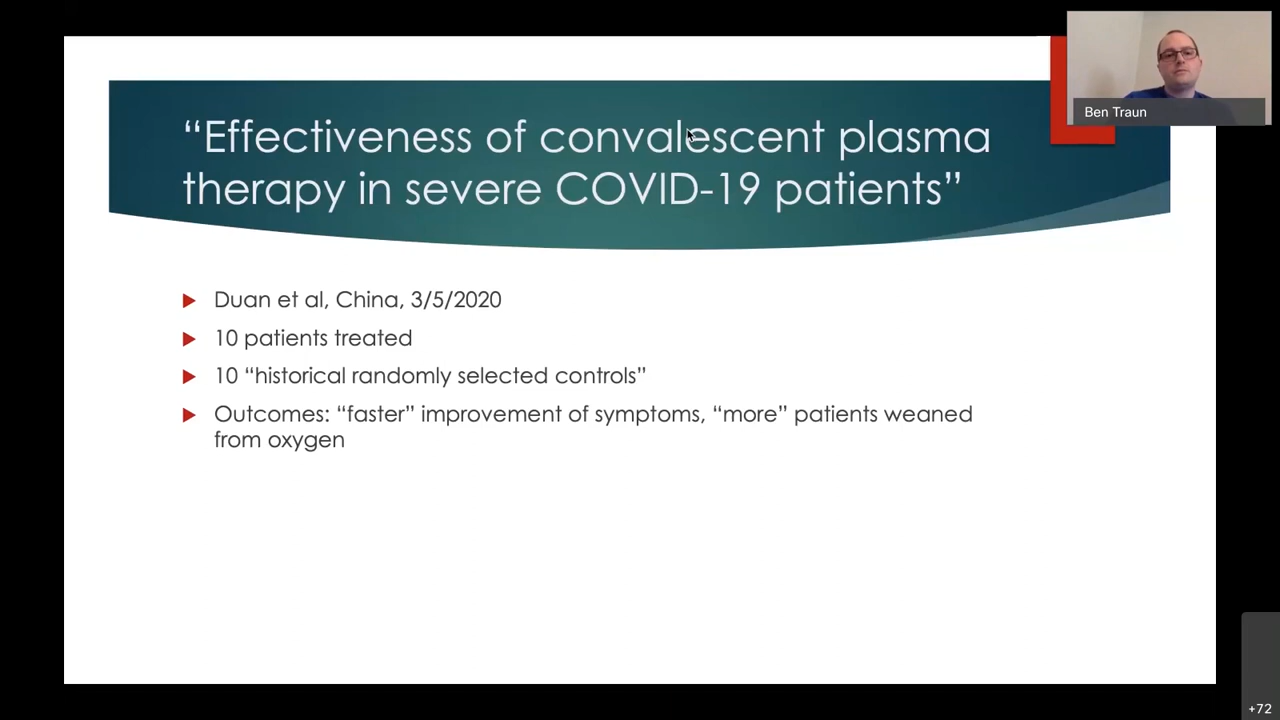 “Effectiveness of convalescent plasma
therapy in severe COVID-19 patients”
Ben Traun
Duan et al, China, 3/5/2020
10 patients treated
10 “historical randomly selected controls”
Outcomes: “faster” improvement of symptoms, “more” patients weaned
from oxygen
+72